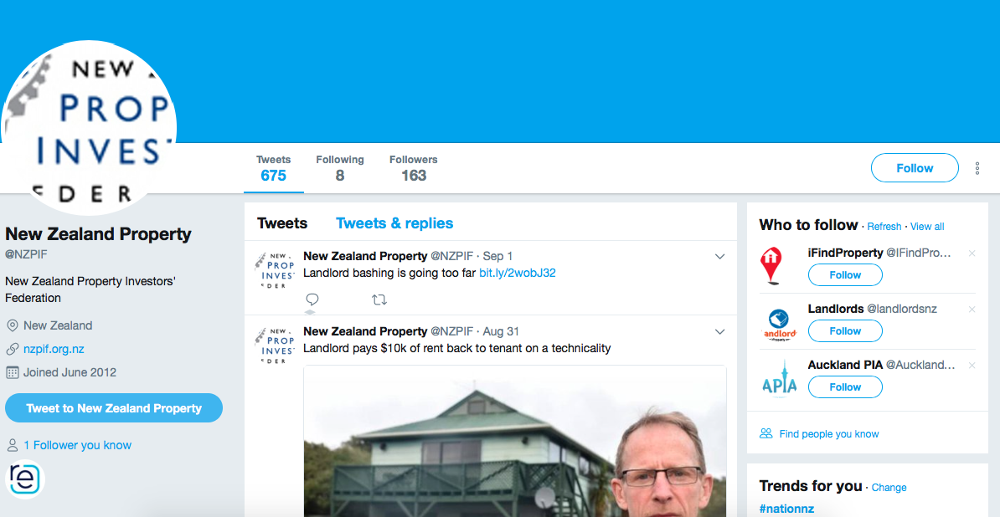 NEW
PROP
INVES
DER
Tweets
675
Following
8
Followers
163
Follow
New Zealand Property
@NZPIF
New Zealand Property Investors'
Federation
New Zealand
nzpif.org.nz
Joined June 2012
Tweet to New Zealand Property
1 Follower you know
re
Tweets
Tweets & replies
NEW
PROP
INVES
DER
New Zealand Property @NZPIF · Sep 1
Landlord bashing is going too far bit.ly/2wobJ32
NEW
PROP
INVES
DER
New Zealand Property @NZPIF · Aug 31
Landlord pays $10k of rent back to tenant on a technicality
Who to follow · Refresh · View all
iFindProperty @IFindPro...
Follow
Landlords @landlordsnz
andlord
Follow
Auckland PIA @Auckland...
APIA
Follow
Find people you know
Trends for you · Change
#nationnz